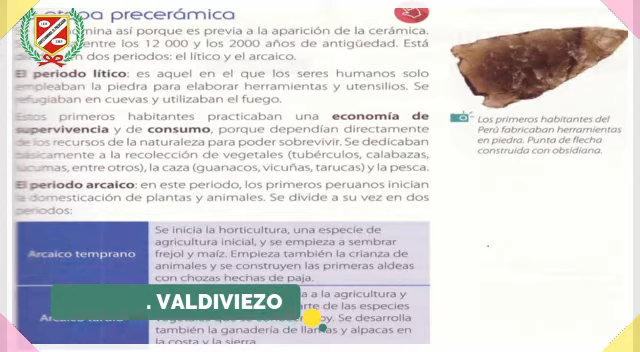 etapa precerámica
mina así porque es previa a la aparición de la cerámica,
entre los 12 000 y los 2000 años de antigüedad. Está
en dos periodos: el lítico y el arcaico.
El periodo lítico: es aquel en el que los seres humanos solo
empleaban la piedra para elaborar herramientas y utensilios. Se
refugiaban en cuevas y utilizaban el fuego.
Estos primeros habitantes practicaban una economía de
supervivencia y de consumo, porque dependían directamente
de los recursos de la naturaleza para poder sobrevivir. Se dedicaban
básicamente a la recolección de vegetales (tubérculos, calabazas,
lúcumas, entre otros), la caza (guanacos, vicuñas, tarucas) y la pesca.
El periodo arcaico: en este periodo, los primeros peruanos inician
la domesticación de plantas y animales. Se divide a su vez en dos
periodos:
Arcaico temprano
Se inicia la horticultura, una especie de
agricultura inicial, y se empieza a sembrar
frejol y maíz. Empieza también la crianza de
animales y se construyen las primeras aldeas
con chozas hechas de paja.
a a la agricultura y
arte de las especies
oy. Se desarrolla
también la ganadería de llamas y alpacas en
la costa y la sierra.
. VALDIVIEZO
Los primeros habitantes del
Perú fabricaban herramientas
en piedra. Punta de flecha
construida con obsidiana.